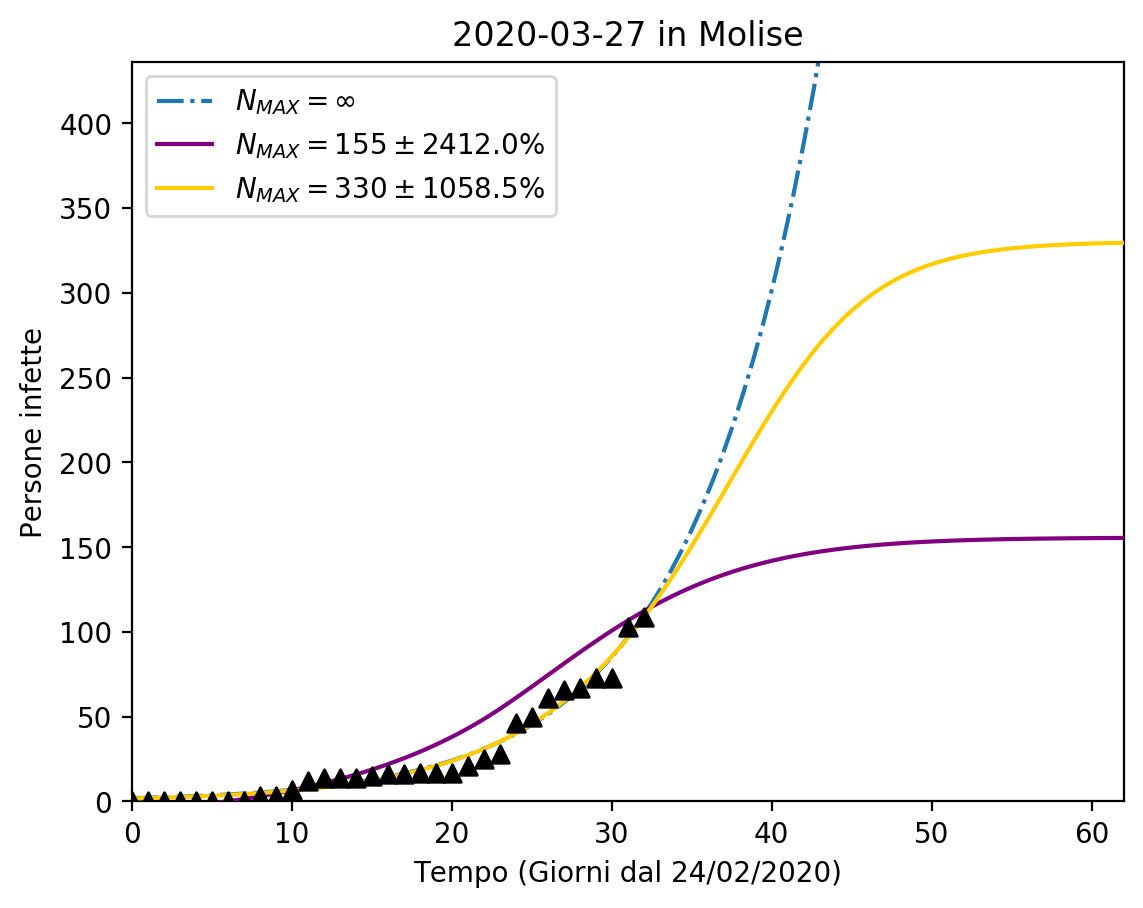 2020-03-27 in Molise
N_MAX = ∞
N_MAX = 155 ± 2412.0%
N_MAX = 330 ± 1058.5%
400
350
300
250
200
150
100
50
0
Persone infette
0 10 20 30 40 50 60
Tempo (Giorni dal 24/02/2020)